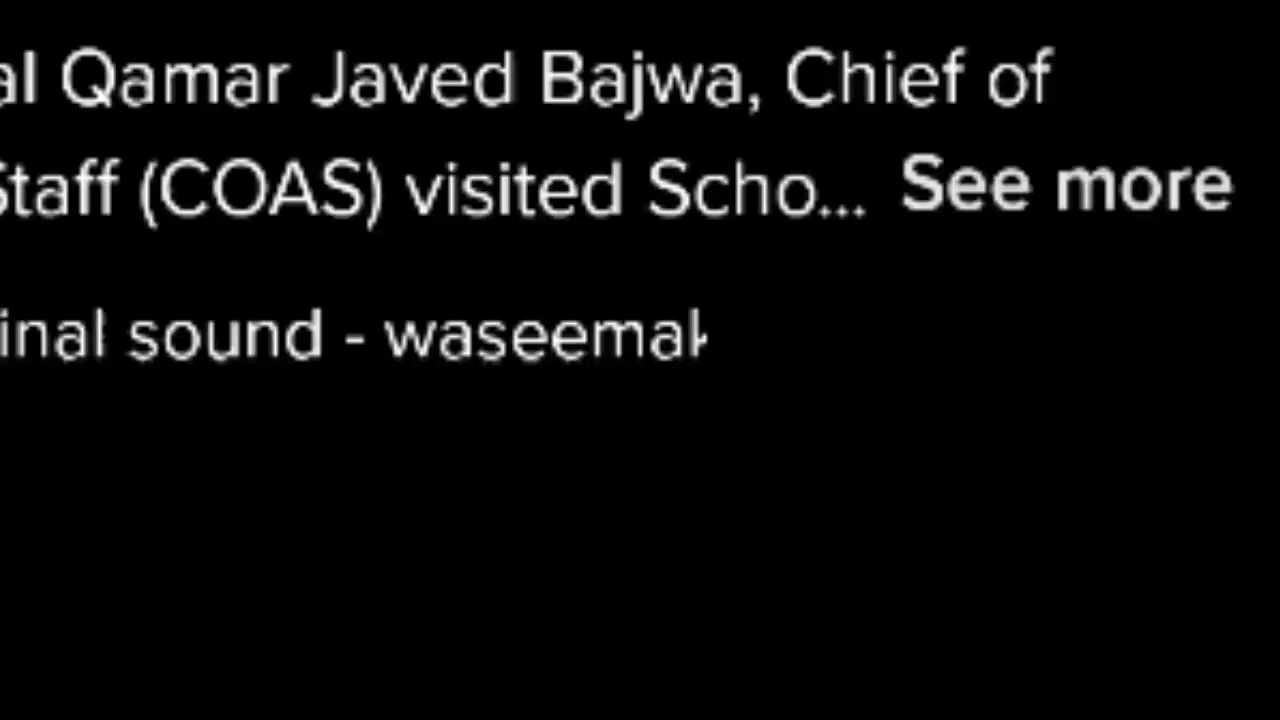 al Qamar Javed Bajwa, Chief of
Staff (COAS) visited Scho... See more
inal sound - waseemak